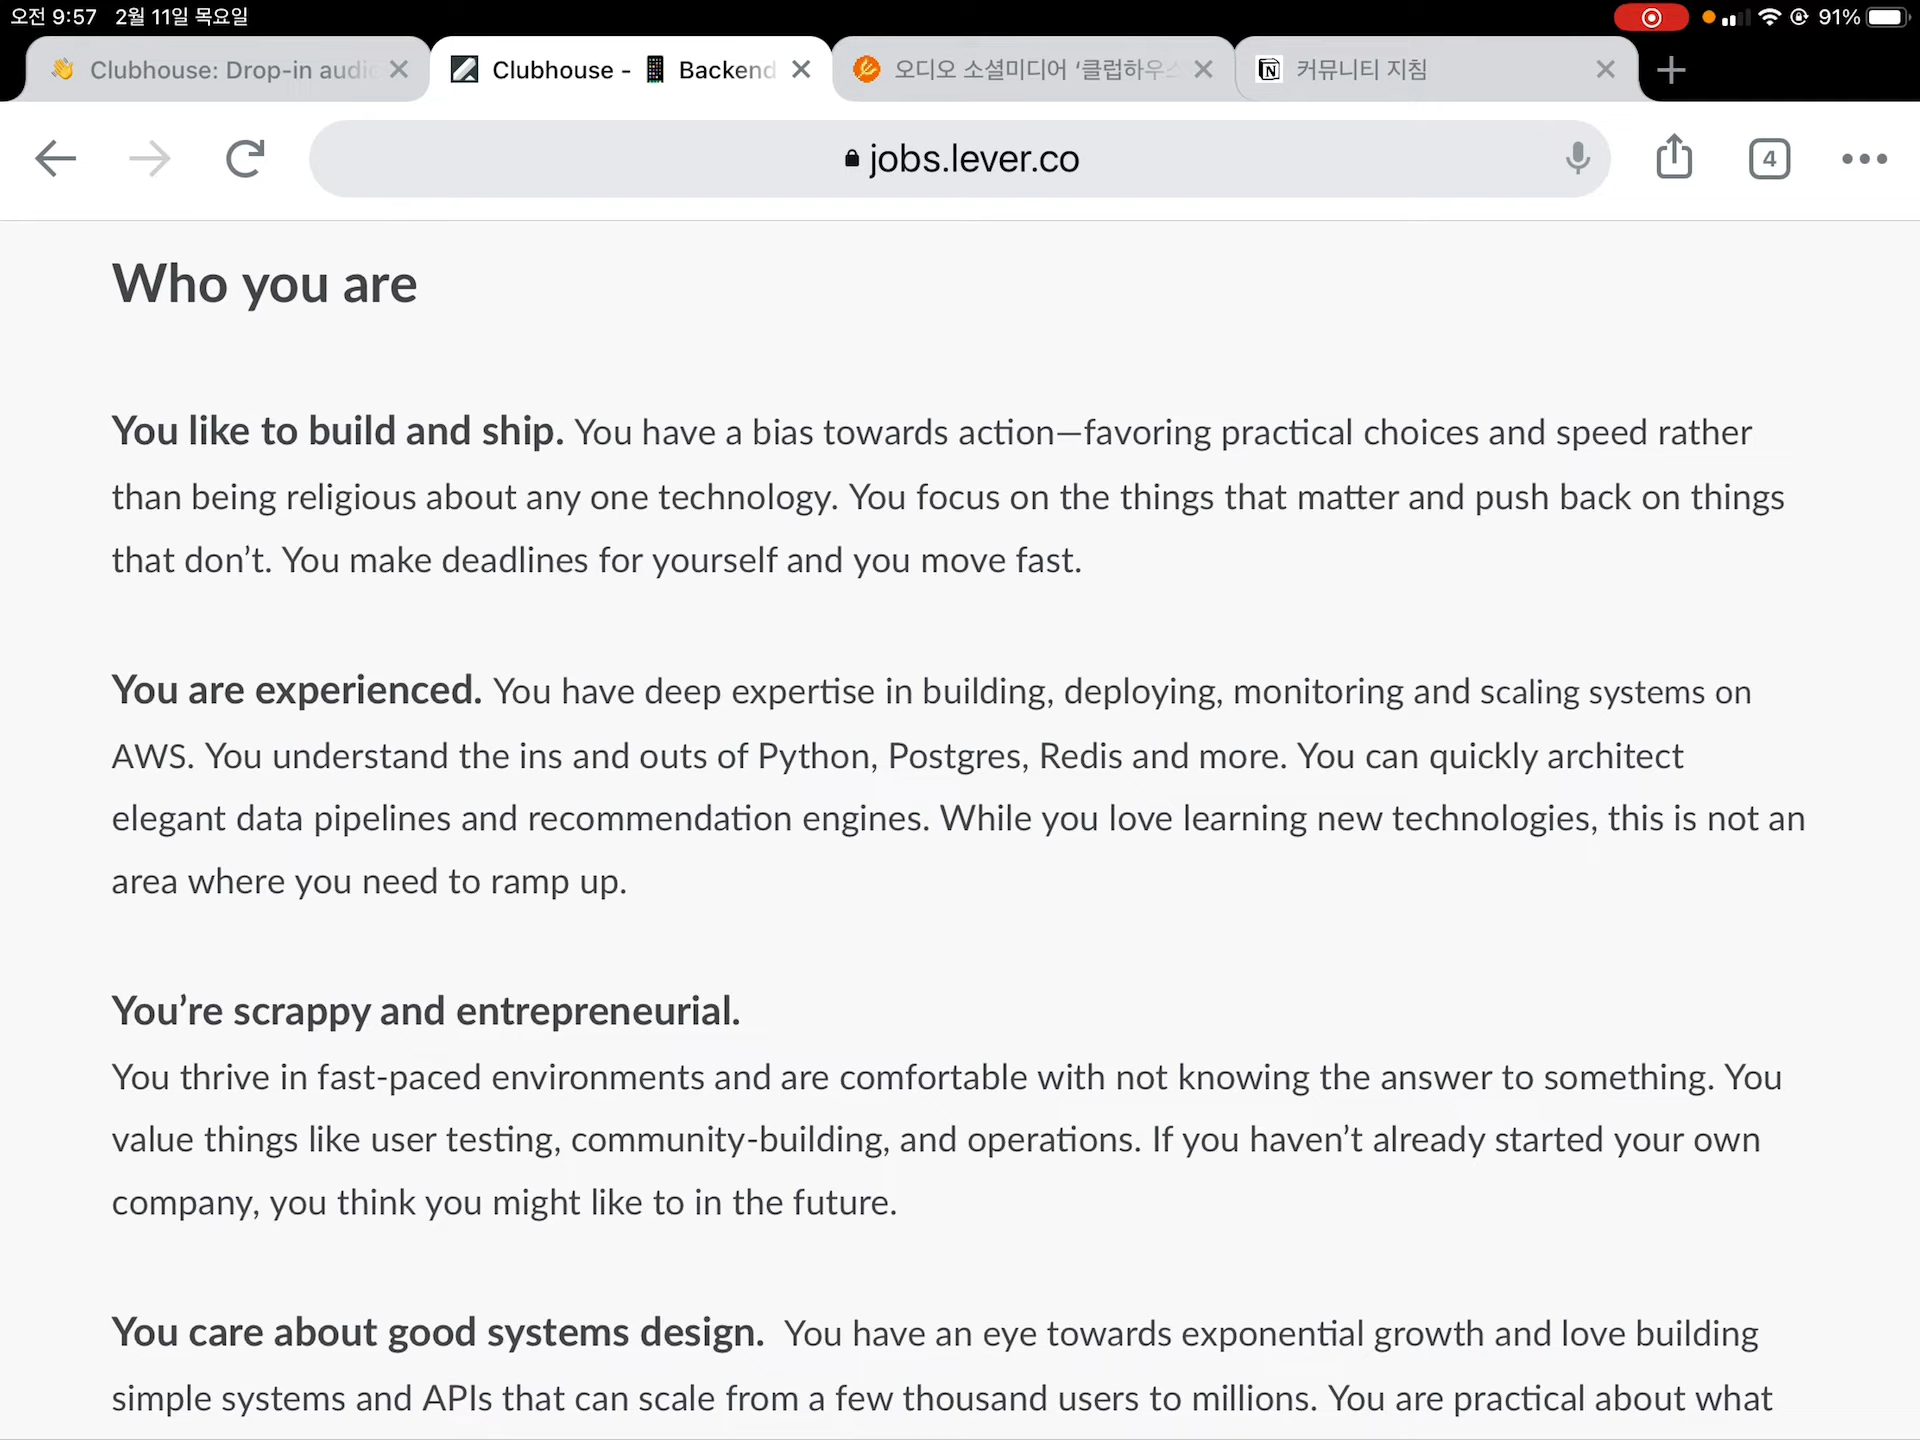 오전 9:57 2월 11일 목요일
91%
Clubhouse: Drop-in audio
Clubhouse - 📱 Backend
오디오 소셜미디어 ‘클럽하우스
커뮤니티 지침
jobs.lever.co
4
Who you are
You like to build and ship. You have a bias towards action—favoring practical choices and speed rather
than being religious about any one technology. You focus on the things that matter and push back on things
that don’t. You make deadlines for yourself and you move fast.
You are experienced. You have deep expertise in building, deploying, monitoring and scaling systems on
AWS. You understand the ins and outs of Python, Postgres, Redis and more. You can quickly architect
elegant data pipelines and recommendation engines. While you love learning new technologies, this is not an
area where you need to ramp up.
You’re scrappy and entrepreneurial.
You thrive in fast-paced environments and are comfortable with not knowing the answer to something. You
value things like user testing, community-building, and operations. If you haven’t already started your own
company, you think you might like to in the future.
You care about good systems design. You have an eye towards exponential growth and love building
simple systems and APIs that can scale from a few thousand users to millions. You are practical about what